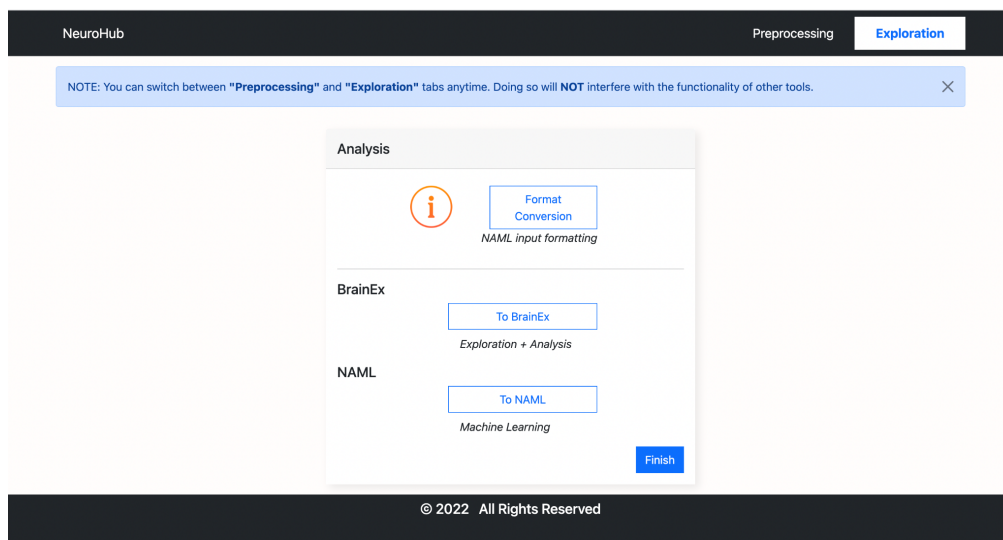 NeuroHub
Preprocessing
Exploration
NOTE: You can switch between "Preprocessing" and "Exploration" tabs anytime. Doing so will NOT interfere with the functionality of other tools.
Analysis
i
Format
Conversion
NAML input formatting
BrainEx
To BrainEx
Exploration + Analysis
NAML
To NAML
Machine Learning
Finish
© 2022 All Rights Reserved